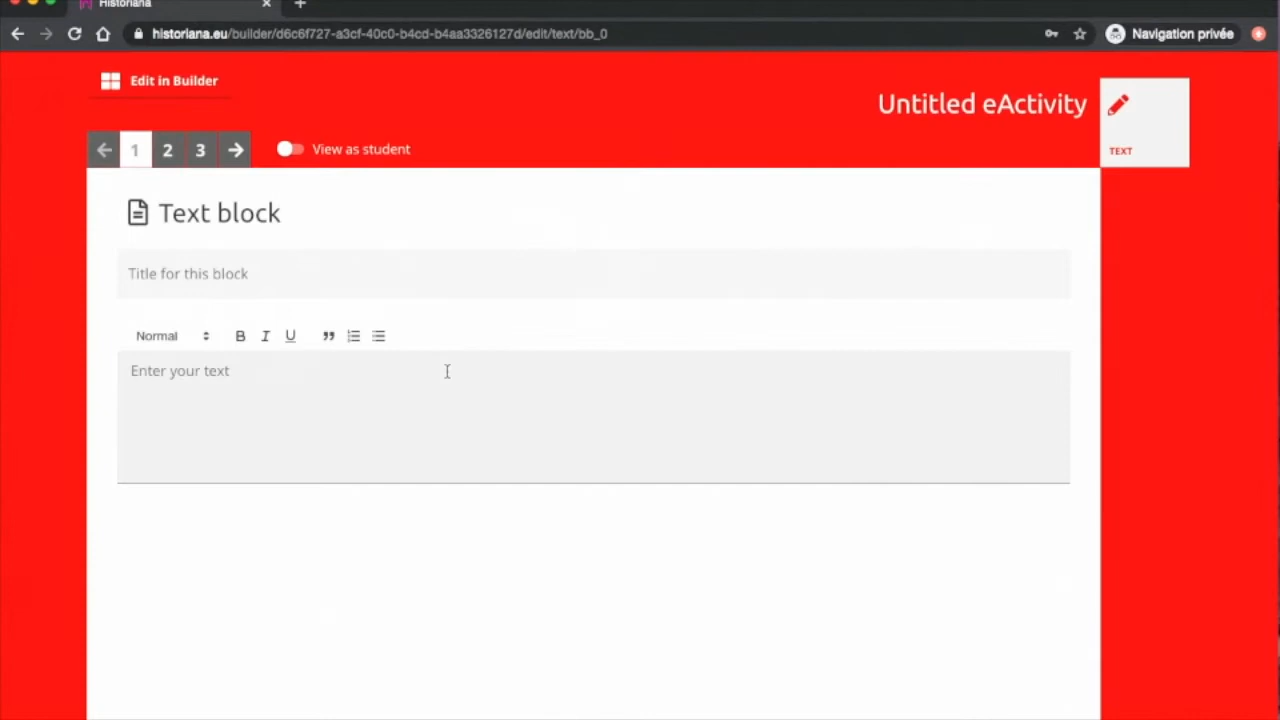 Historiana
historiana.eu/builder/d6c6f727-a3cf-40c0-b4cd-b4aa3326127d/edit/text/bb_0
Navigation privée
Edit in Builder
Untitled eActivity
TEXT
1 2 3
View as student
Text block
Title for this block
Normal B I U
Enter your text